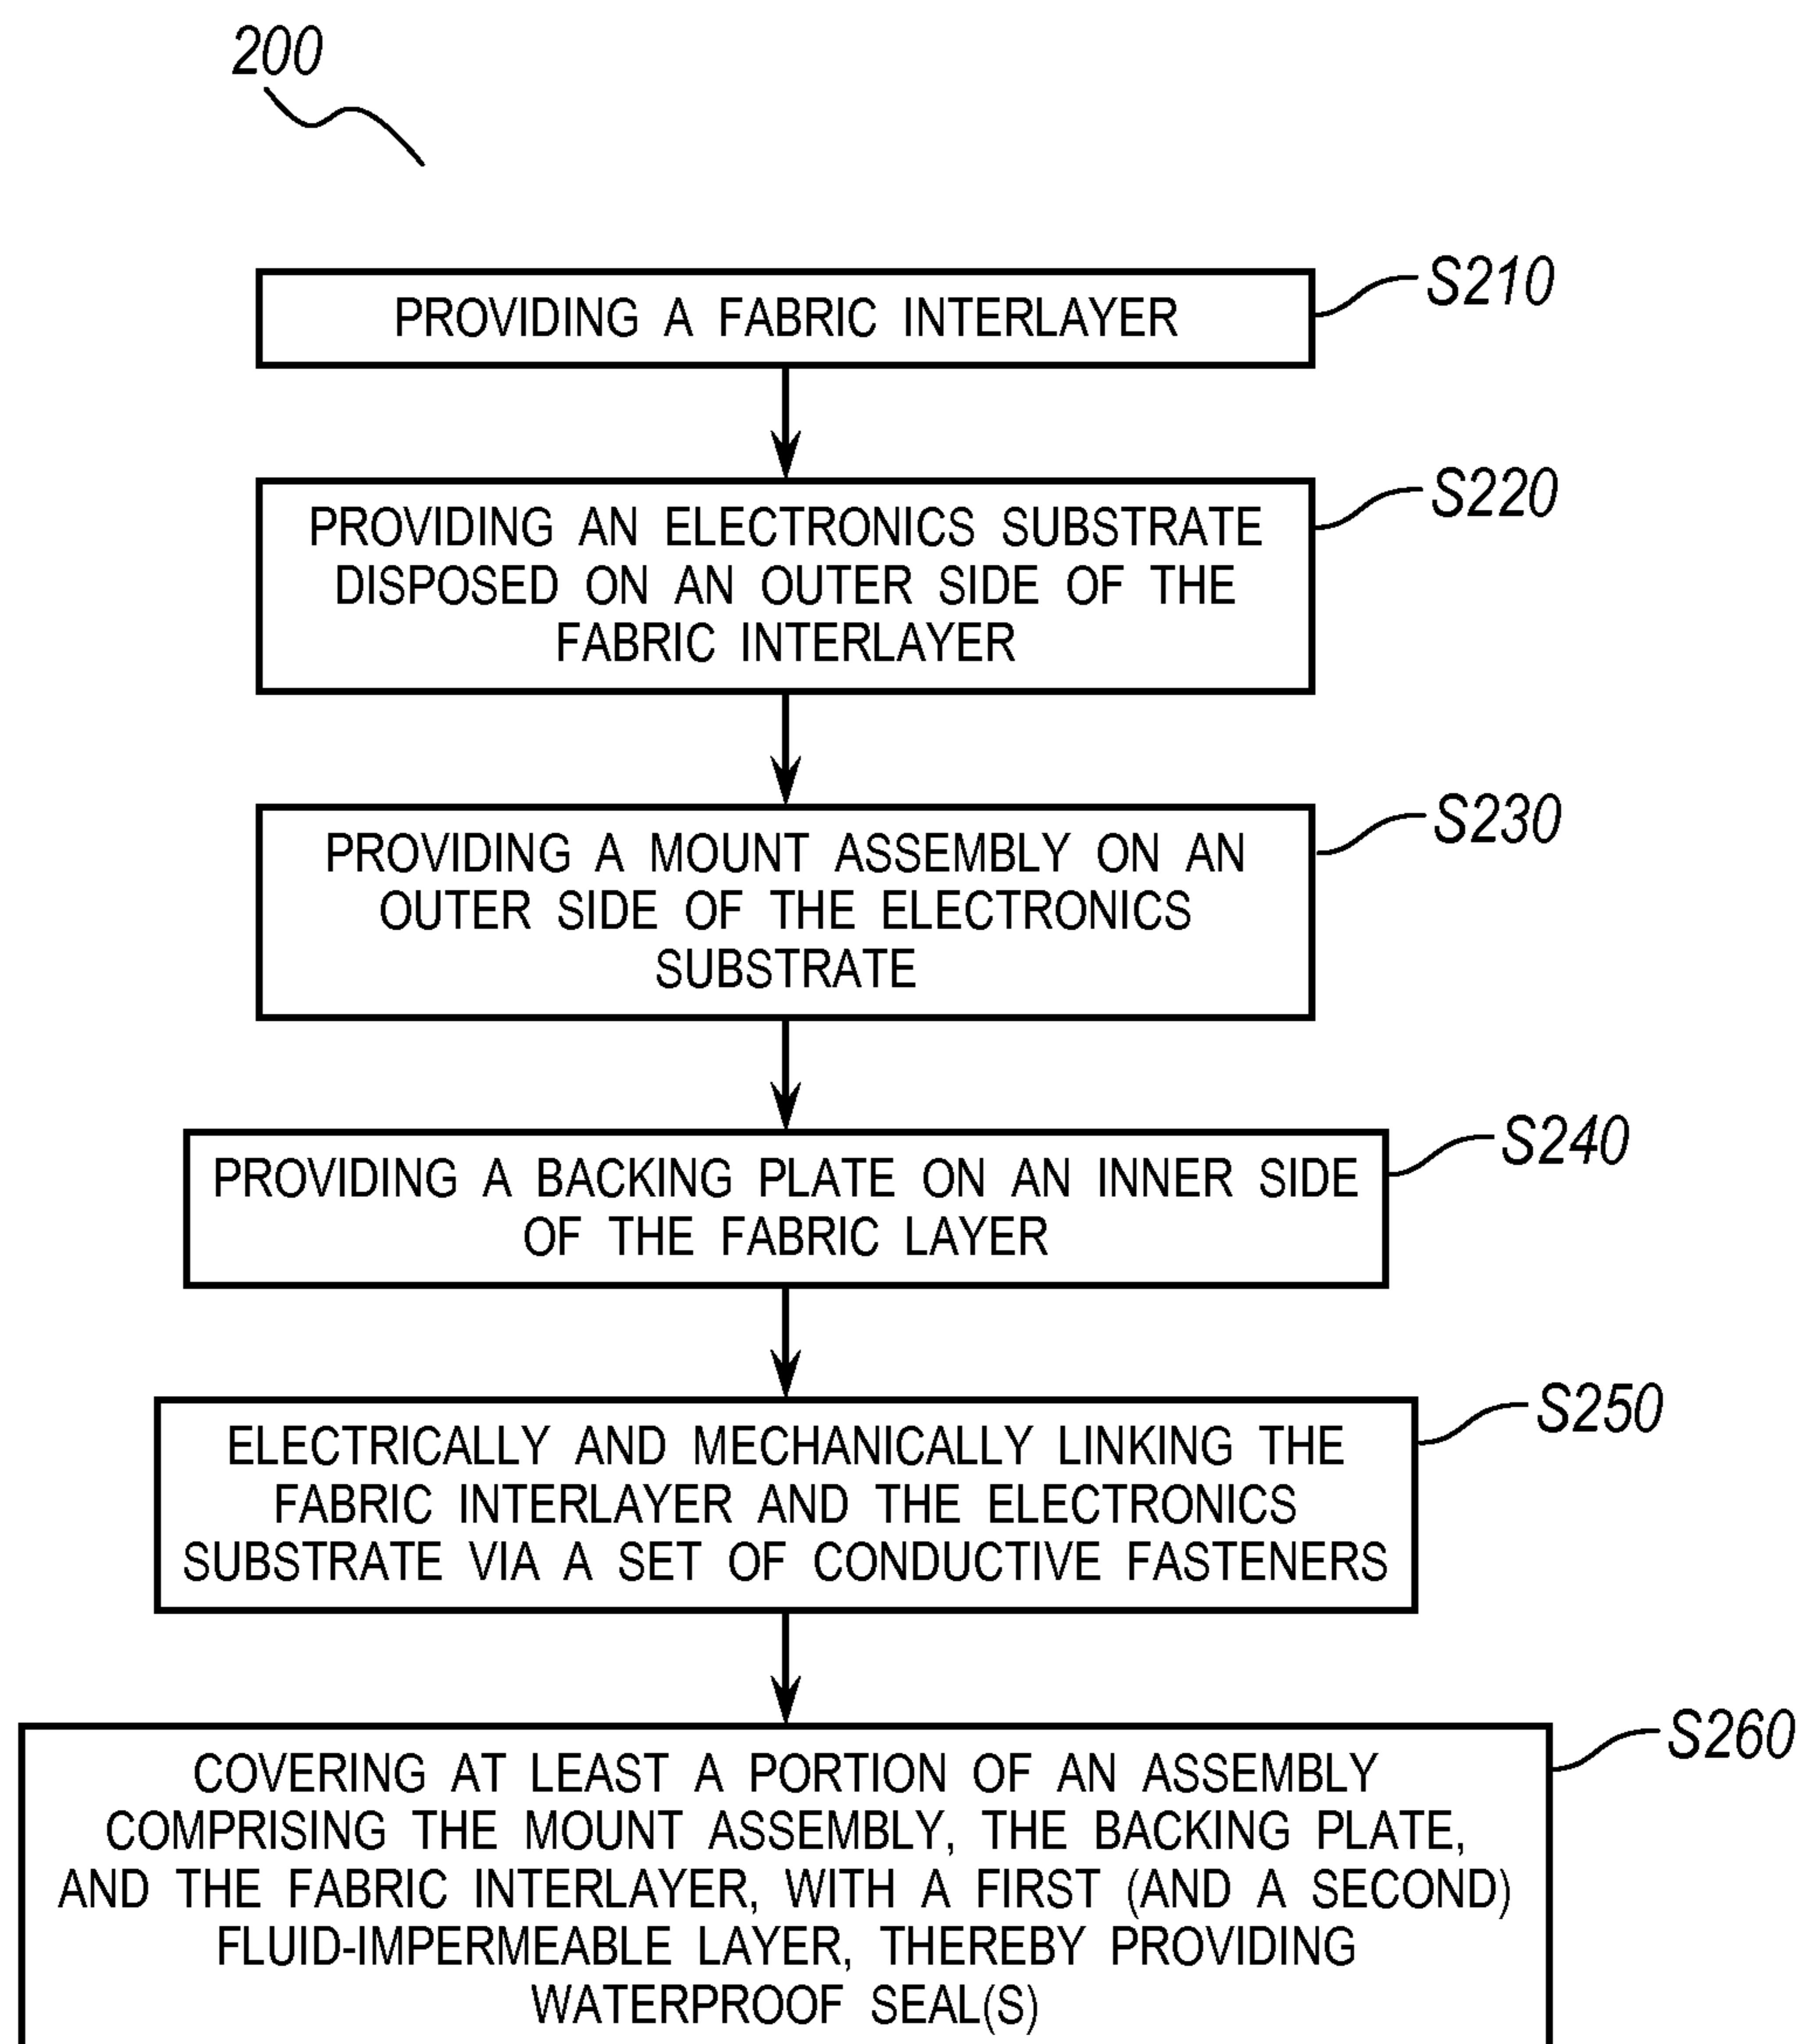 200
PROVIDING A FABRIC INTERLAYER
S210
PROVIDING AN ELECTRONICS SUBSTRATE
DISPOSED ON AN OUTER SIDE OF THE
FABRIC INTERLAYER
S220
PROVIDING A MOUNT ASSEMBLY ON AN
OUTER SIDE OF THE ELECTRONICS
SUBSTRATE
S230
PROVIDING A BACKING PLATE ON AN INNER SIDE
OF THE FABRIC LAYER
S240
ELECTRICALLY AND MECHANICALLY LINKING THE
FABRIC INTERLAYER AND THE ELECTRONICS
SUBSTRATE VIA A SET OF CONDUCTIVE FASTENERS
S250
COVERING AT LEAST A PORTION OF AN ASSEMBLY
COMPRISING THE MOUNT ASSEMBLY, THE BACKING PLATE,
AND THE FABRIC INTERLAYER, WITH A FIRST (AND A SECOND)
FLUID-IMPERMEABLE LAYER, THEREBY PROVIDING
WATERPROOF SEAL(S)
S260